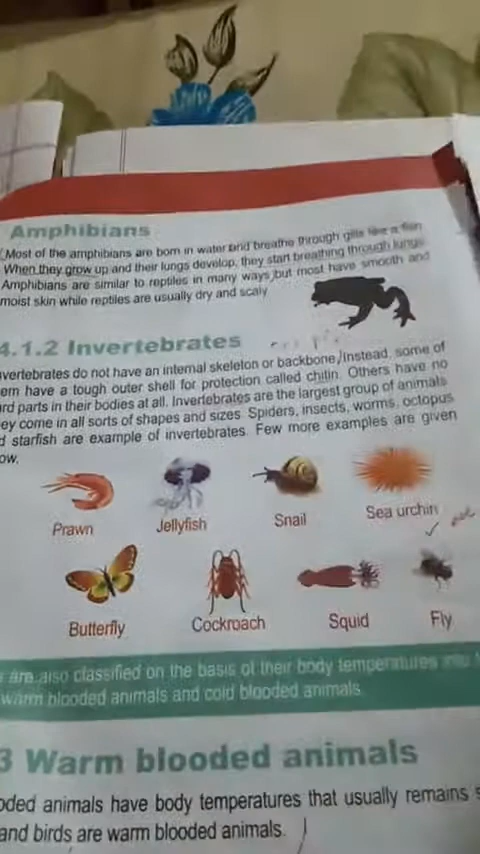 Amphibians
Most of the amphibians are born in water and breathe through gills like a fish
When they grow up and their lungs develop, they start breathing through lungs
Amphibians are similar to reptiles in many ways, but most have smooth and
moist skin while reptiles are usually dry and scaly
4.1.2 Invertebrates
nvertebrates do not have an internal skeleton or backbone, Instead, some of
em have a tough outer shell for protection called chitin. Others have no
ard parts in their bodies at all. Invertebrates are the largest group of animals
ey come in all sorts of shapes and sizes. Spiders, insects, worms, octopus
d starfish are example of invertebrates. Few more examples are given
ow.
Prawn Jellyfish Snail Sea urchin
Butterfly Cockroach Squid Fly
are also classified on the basis of their body temperatures into
warm blooded animals and cold blooded animals.
3 Warm blooded animals
oded animals have body temperatures that usually remains s
and birds are warm blooded animals.